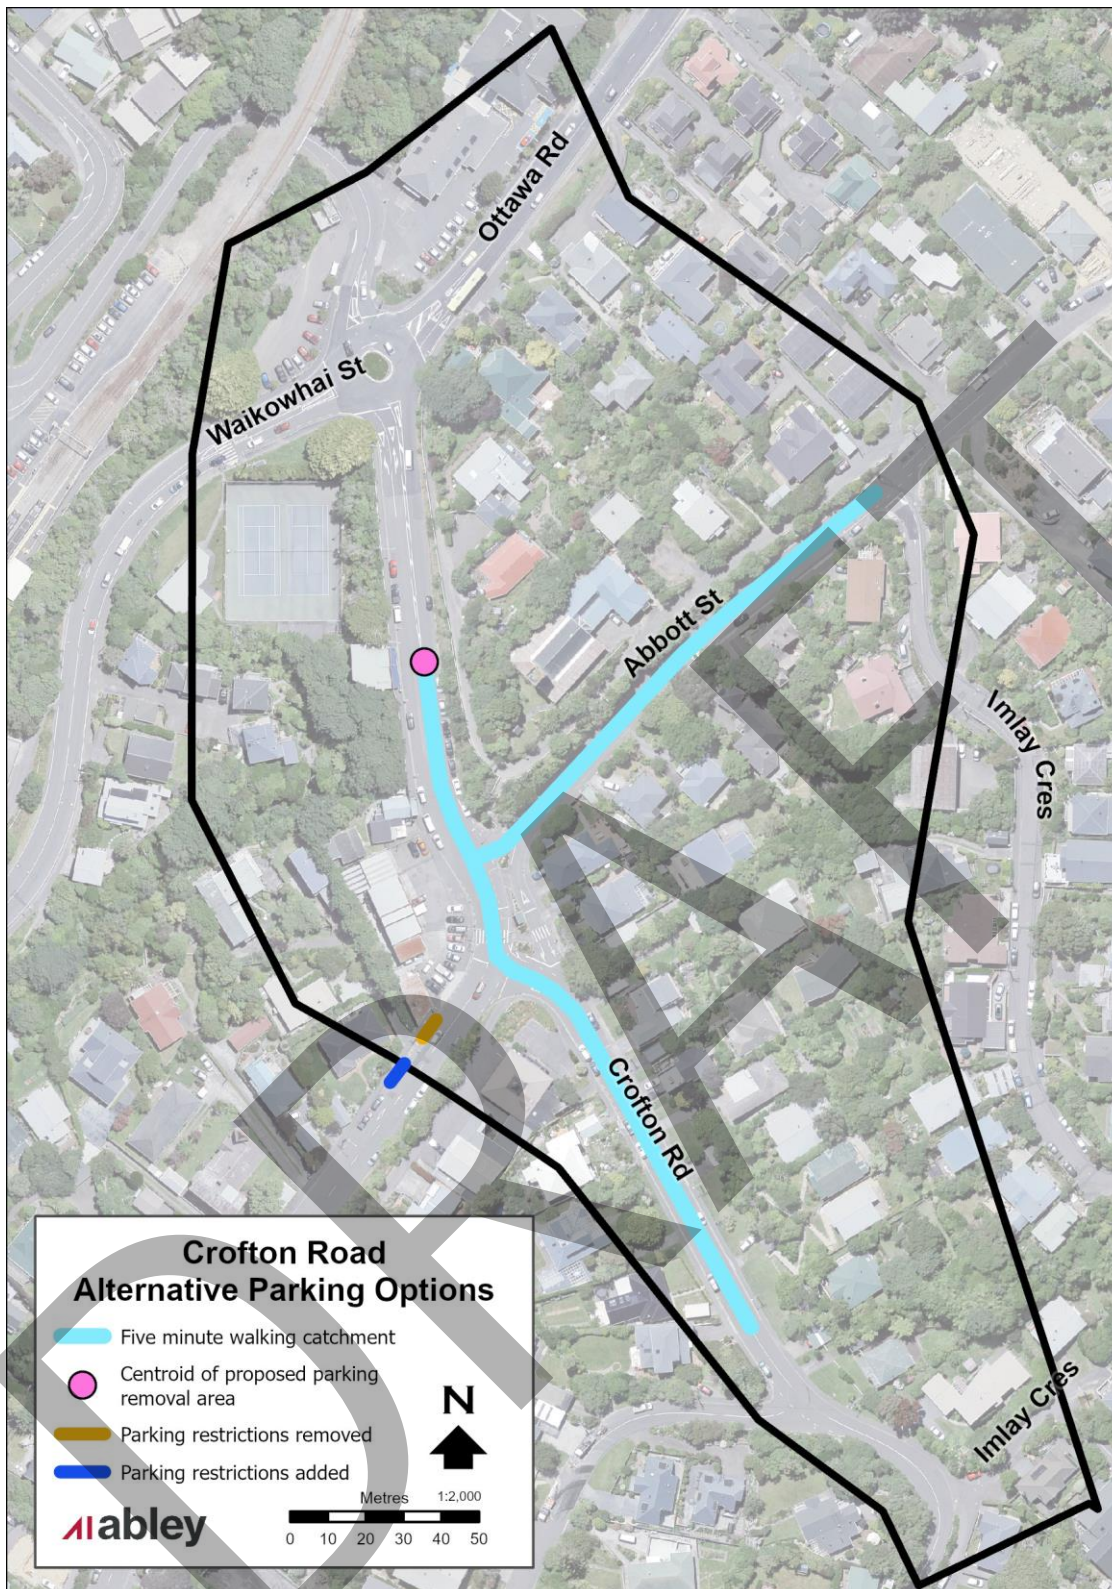 Ottawa Rd
Waikowhai St
Abbott St
Imlay Cres
Crofton Rd
Imlay Cres
DRAFT
Crofton Road
Alternative Parking Options
Five minute walking catchment
Centroid of proposed parking
removal area
Parking restrictions removed
Parking restrictions added
N
Metres 1:2,000
0 10 20 30 40 50
abley